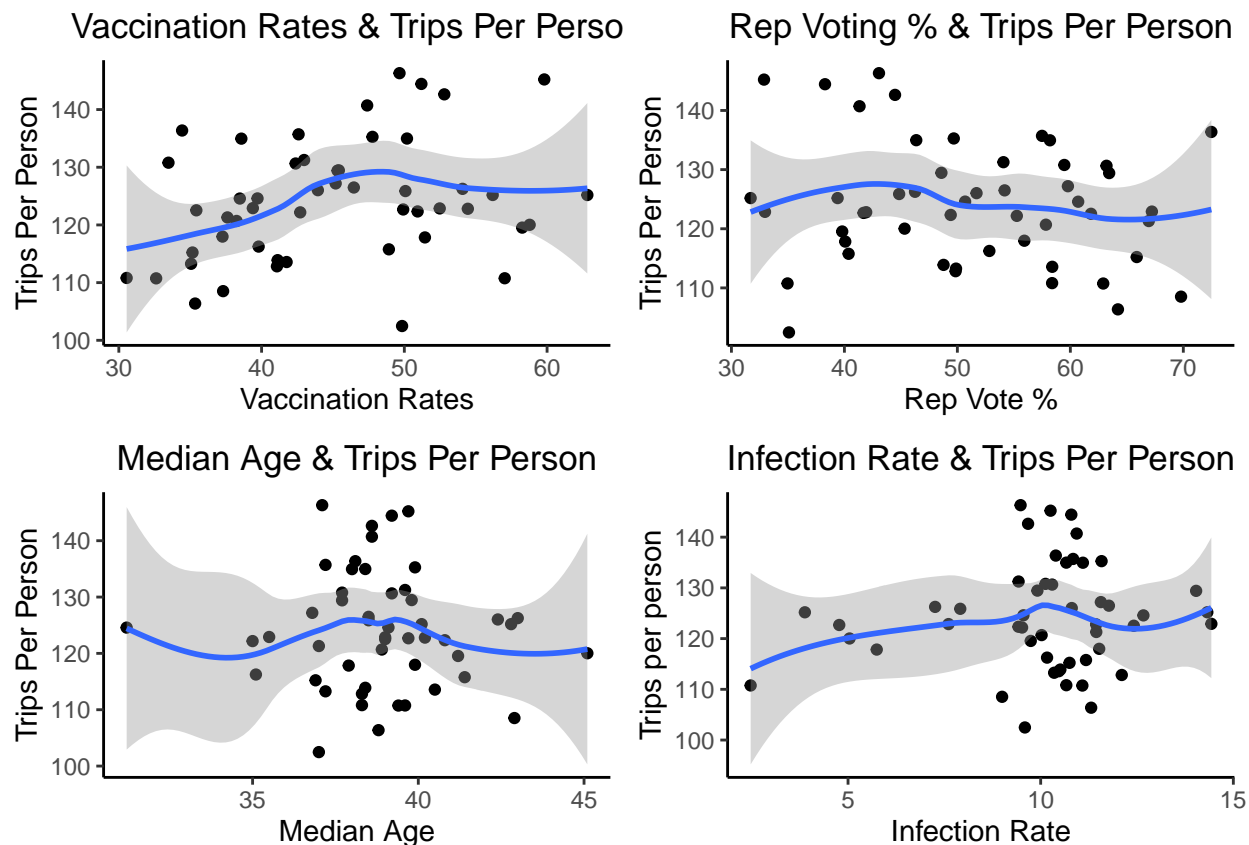 Vaccination Rates & Trips Per Perso
Trips Per Person
140
130
120
110
100
30 40 50 60
Vaccination Rates
Rep Voting % & Trips Per Person
Trips Per Person
140
130
120
110
30 40 50 60 70
Rep Vote %
Median Age & Trips Per Person
Trips Per Person
140
130
120
110
100
35 40 45
Median Age
Infection Rate & Trips Per Person
Trips per person
140
130
120
110
100
5 10 15
Infection Rate